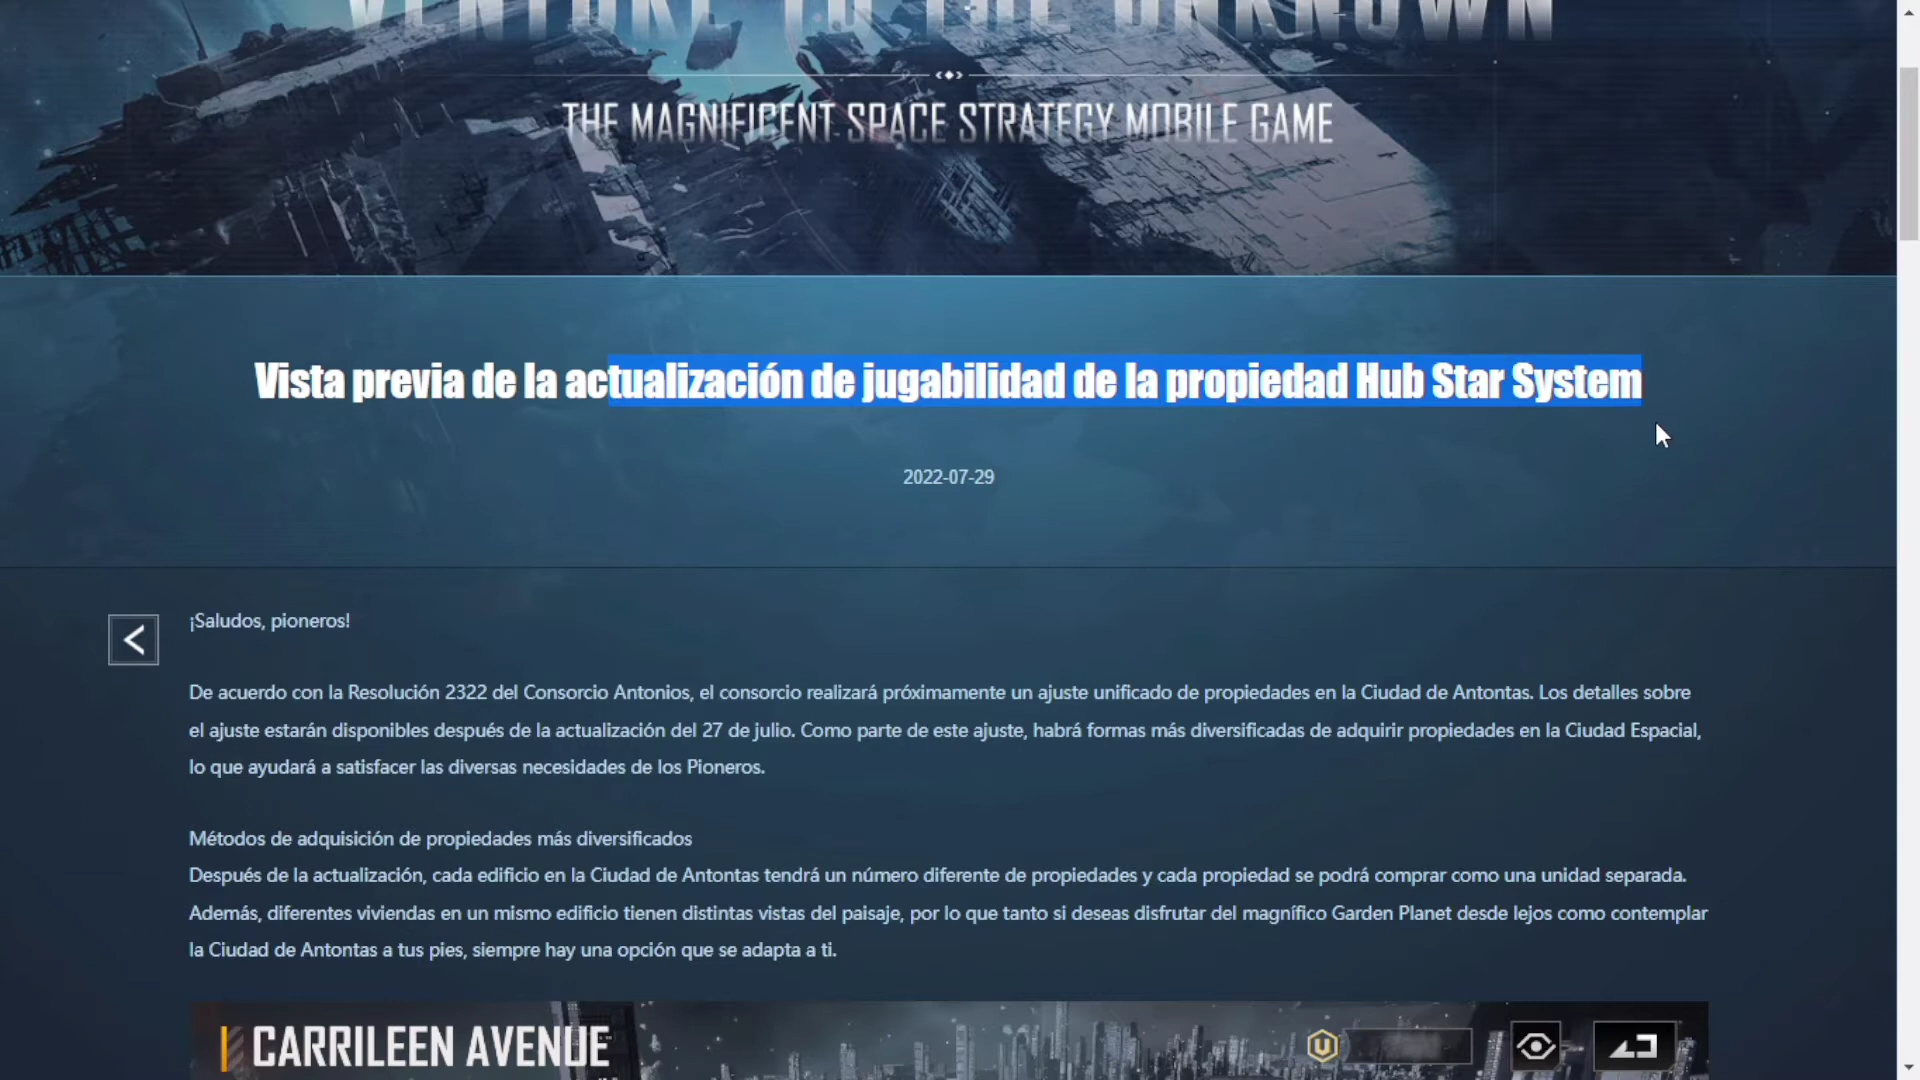 VENTURE TO THE UNKNOWN
THE MAGNIFICENT SPACE STRATEGY MOBILE GAME
Vista previa de la actualización de jugabilidad de la propiedad Hub Star System
2022-07-29
¡Saludos, pioneros!
De acuerdo con la Resolución 2322 del Consorcio Antonios, el consorcio realizará próximamente un ajuste unificado de propiedades en la Ciudad de Antontas. Los detalles sobre
el ajuste estarán disponibles después de la actualización del 27 de julio. Como parte de este ajuste, habrá formas más diversificadas de adquirir propiedades en la Ciudad Espacial,
lo que ayudará a satisfacer las diversas necesidades de los Pioneros.
Métodos de adquisición de propiedades más diversificados
Después de la actualización, cada edificio en la Ciudad de Antontas tendrá un número diferente de propiedades y cada propiedad se podrá comprar como una unidad separada.
Además, diferentes viviendas en un mismo edificio tienen distintas vistas del paisaje, por lo que tanto si deseas disfrutar del magnífico Garden Planet desde lejos como contemplar
la Ciudad de Antontas a tus pies, siempre hay una opción que se adapta a ti.
CARRILEEN AVENUE